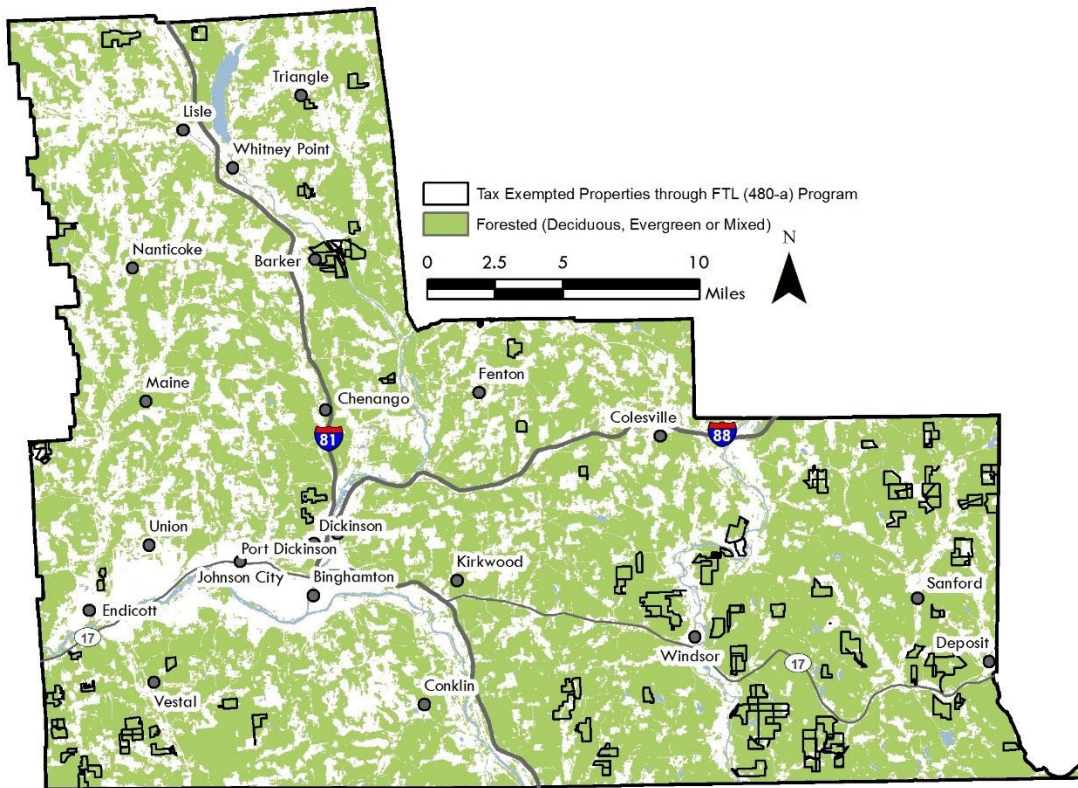 Triangle
Lisle
Whitney Point
Tax Exempted Properties through FTL (480-a) Program
Forested (Deciduous, Evergreen or Mixed)
N
Nanticoke
Barker
0 2.5 5 10
Miles
Maine
Fenton
Chenango
Colesville
81
88
Union
Dickinson
Port Dickinson
Johnson City
Binghamton
Kirkwood
Sanford
Endicott
17
Windsor
17
Deposit
Vestal
Conklin